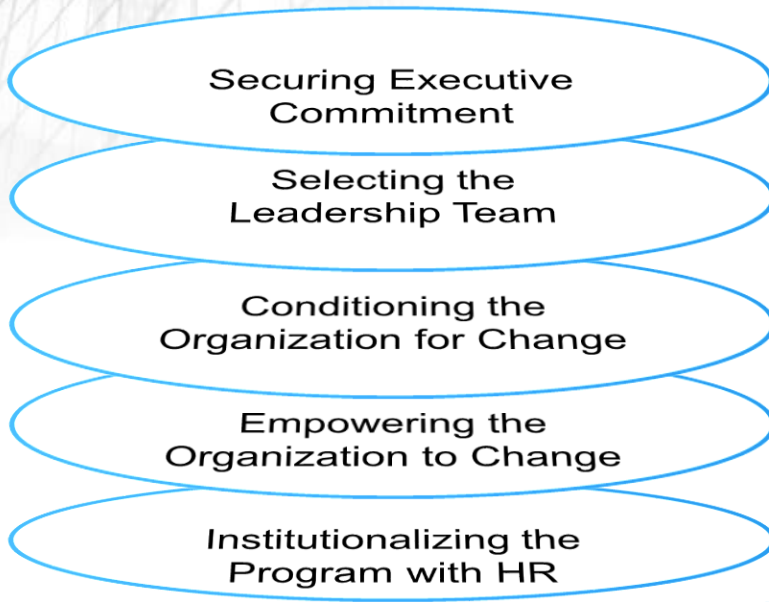 Securing Executive
Commitment
Selecting the
Leadership Team
Conditioning the
Organization for Change
Empowering the
Organization to Change
Institutionalizing the
Program with HR